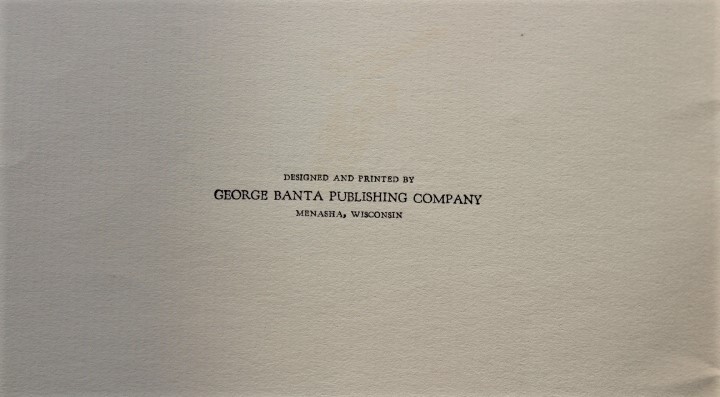 DESIGNED AND PRINTED BY
GEORGE BANTA PUBLISHING COMPANY
MENASHA, WISCONSIN